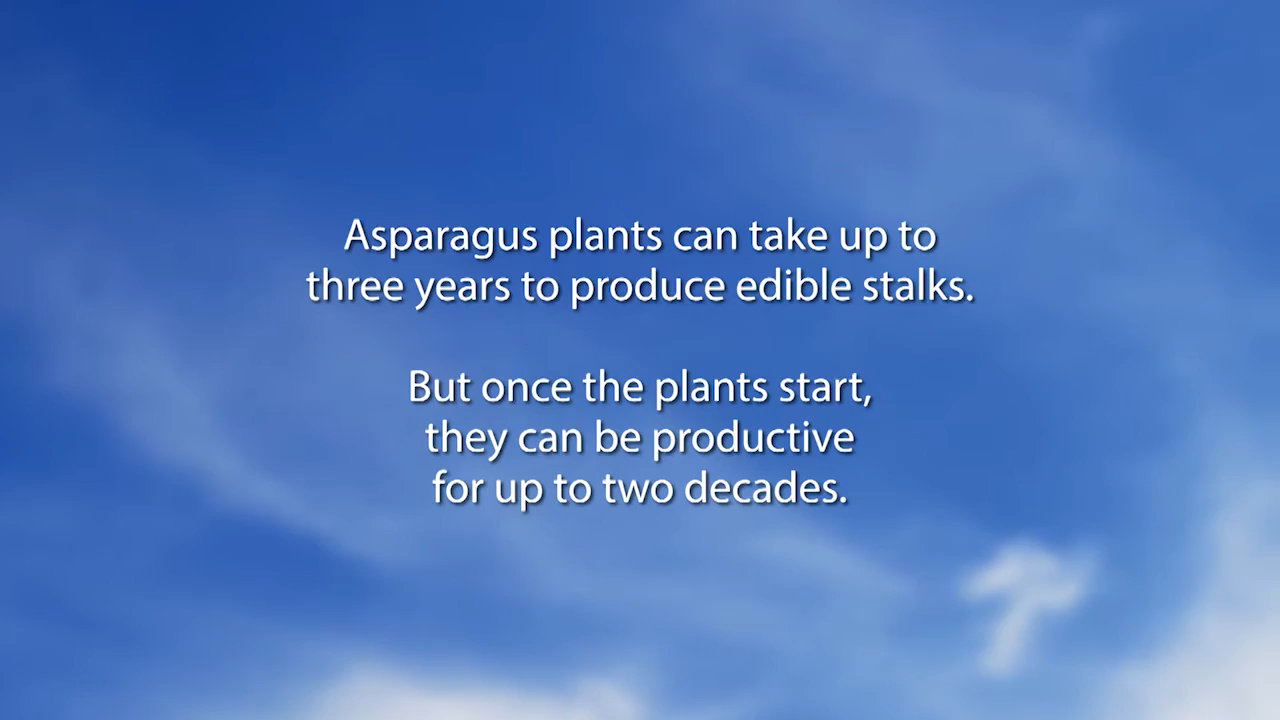 Asparagus plants can take up to
three years to produce edible stalks.
But once the plants start,
they can be productive
for up to two decades.